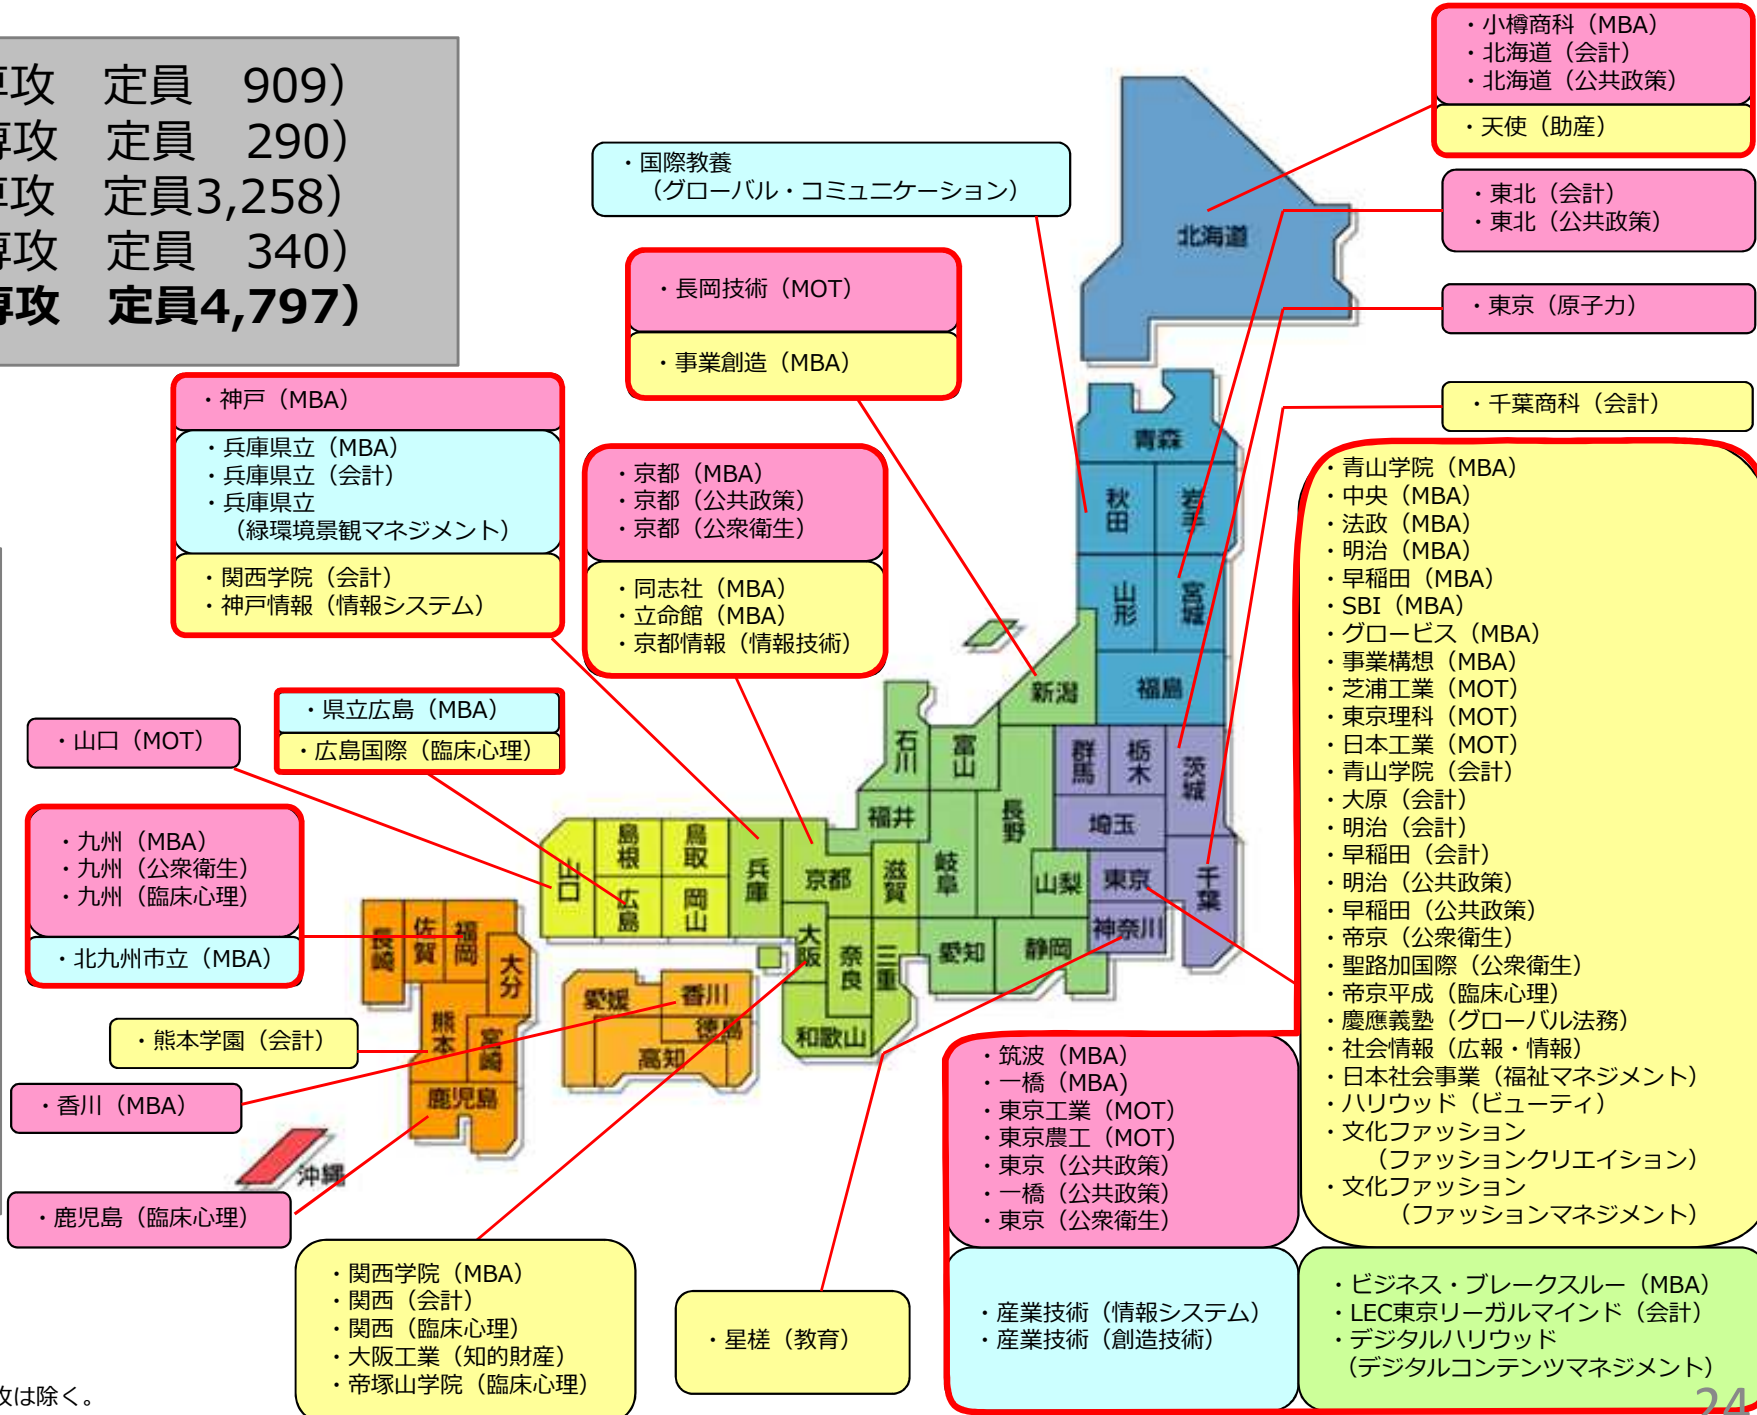 専攻　定員　909）
専攻　定員　290）
専攻　定員3,258）
専攻　定員　340）
専攻　定員4,797）
・国際教養
（グローバル・コミュニケーション）
・小樽商科（MBA）
・北海道（会計）
・北海道（公共政策）
・天使（助産）
・東北（会計）
・東北（公共政策）
・東京（原子力）
・千葉商科（会計）
・長岡技術（MOT）
・事業創造（MBA）
・神戸（MBA）
・兵庫県立（MBA）
・兵庫県立（会計）
・兵庫県立
（緑環境景観マネジメント）
・関西学院（会計）
・神戸情報（情報システム）
・京都（MBA）
・京都（公共政策）
・京都（公衆衛生）
・同志社（MBA）
・立命館（MBA）
・京都情報（情報技術）
・県立広島（MBA）
・広島国際（臨床心理）
・山口（MOT）
・九州（MBA）
・九州（公衆衛生）
・九州（臨床心理）
・北九州市立（MBA）
・熊本学園（会計）
・香川（MBA）
・鹿児島（臨床心理）
・関西学院（MBA）
・関西（会計）
・関西（臨床心理）
・大阪工業（知的財産）
・帝塚山学院（臨床心理）
・星槎（教育）
・青山学院（MBA）
・中央（MBA）
・法政（MBA）
・明治（MBA）
・早稲田（MBA）
・SBI（MBA）
・グロービス（MBA）
・事業構想（MBA）
・芝浦工業（MOT）
・東京理科（MOT）
・日本工業（MOT）
・青山学院（会計）
・大原（会計）
・明治（会計）
・早稲田（会計）
・明治（公共政策）
・早稲田（公共政策）
・帝京（公衆衛生）
・聖路加国際（公衆衛生）
・帝京平成（臨床心理）
・慶應義塾（グローバル法務）
・社会情報（広報・情報）
・日本社会事業（福祉マネジメント）
・ハリウッド（ビューティ）
・文化ファッション
（ファッションクリエイション）
・文化ファッション
（ファッションマネジメント）
・筑波（MBA）
・一橋（MBA)
・東京工業（MOT）
・東京農工（MOT)
・東京（公共政策）
・一橋（公共政策）
・東京（公衆衛生）
・産業技術（情報システム）
・産業技術（創造技術）
・ビジネス・ブレークスルー（MBA）
・LEC東京リーガルマインド（会計）
・デジタルハリウッド
（デジタルコンテンツマネジメント）
北海道
青森
秋田
岩手
山形
宮城
新潟
福島
石川
富山
群馬
栃木
茨城
福井
長野
埼玉
島根
鳥取
兵庫
京都
滋賀
岐阜
山梨
東京
千葉
山口
広島
岡山
大阪
奈良
三重
愛知
静岡
神奈川
和歌山
長崎
佐賀
福岡
大分
熊本
宮崎
鹿児島
愛媛
香川
徳島
高知
沖縄
攻は除く。
24